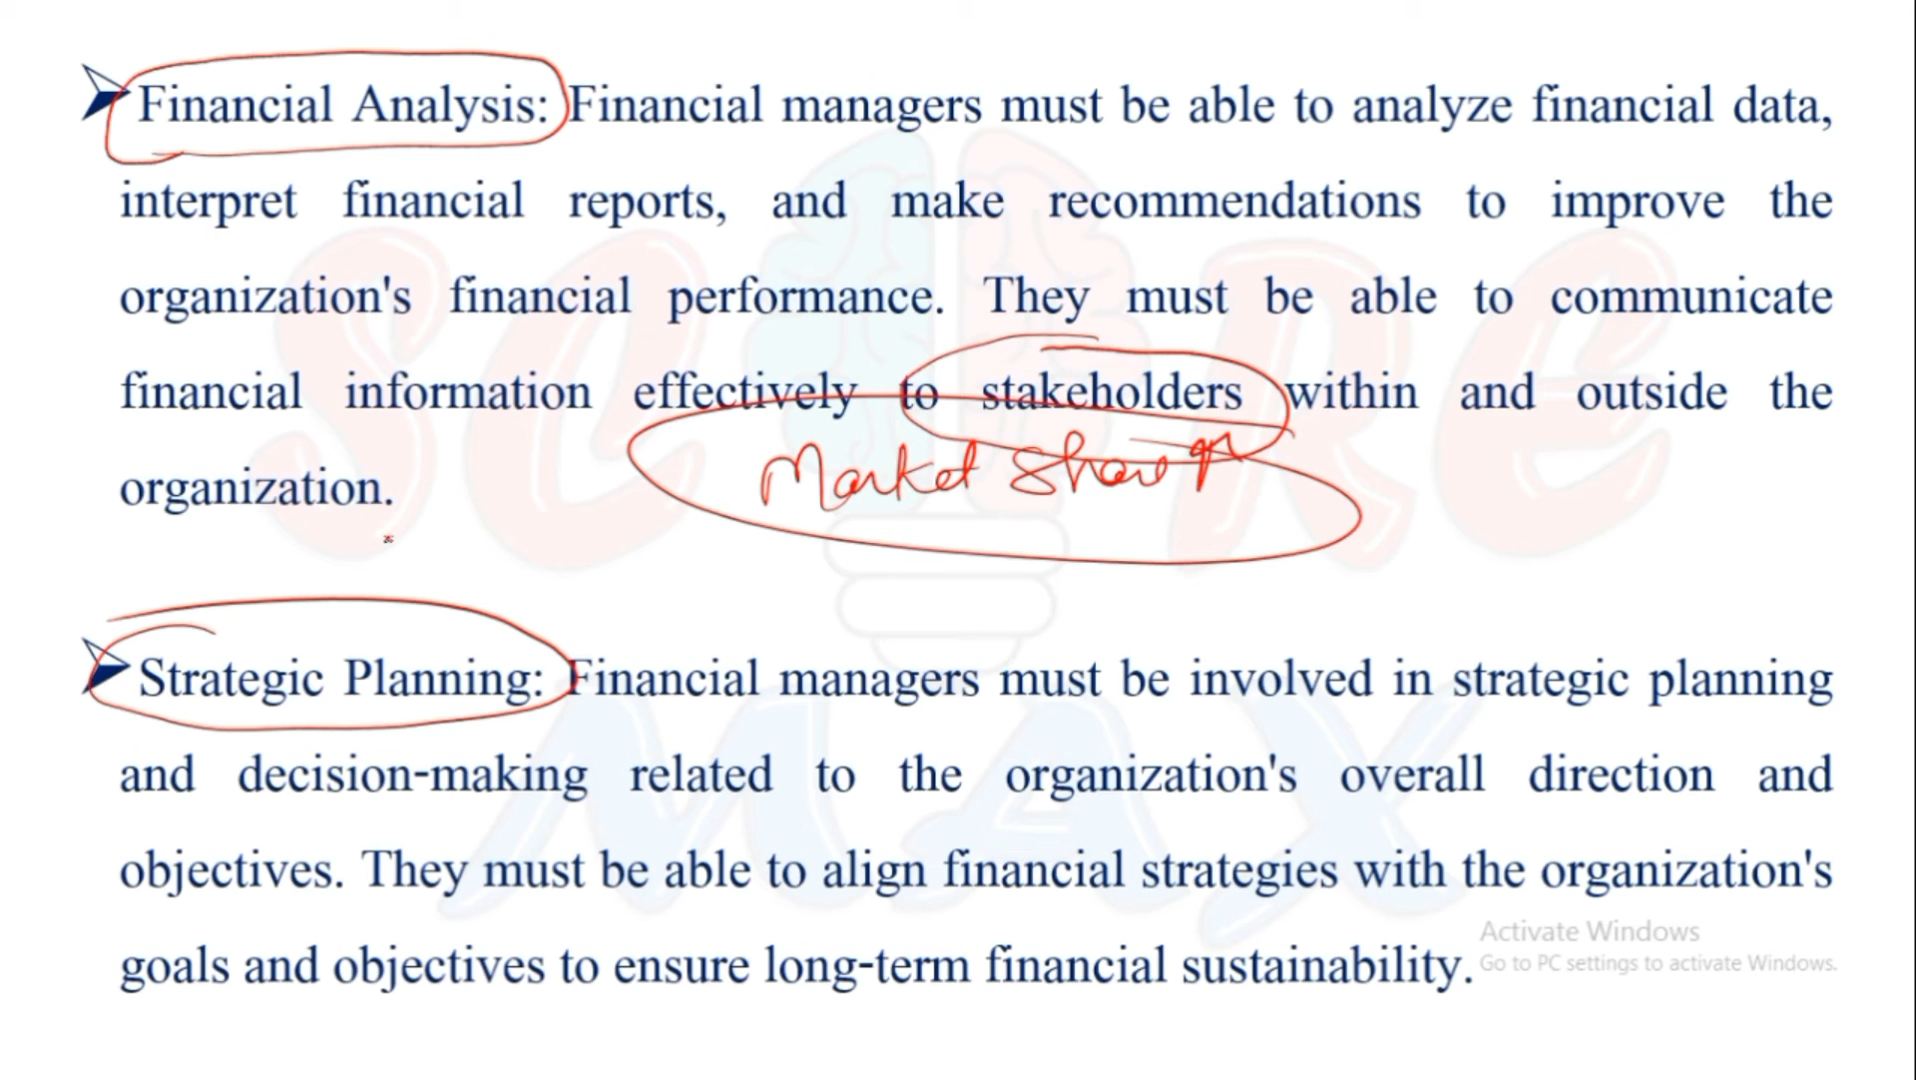 Financial Analysis: Financial managers must be able to analyze financial data,
interpret financial reports, and make recommendations to improve the
organization's financial performance. They must be able to communicate
financial information effectively to stakeholders within and outside the
Market Share
organization.
Strategic Planning: Financial managers must be involved in strategic planning
and decision-making related to the organization's overall direction and
objectives. They must be able to align financial strategies with the organization's
goals and objectives to ensure long-term financial sustainability.
SCORE
MAX
Activate Windows
Go to PC settings to activate Windows.